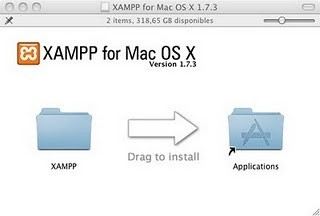 XAMPP for Mac OS X 1.7.3
2 items, 318,65 GB disponibles
XAMPP for Mac OS X
Version 1.7.3
Drag to install
XAMPP
Applications